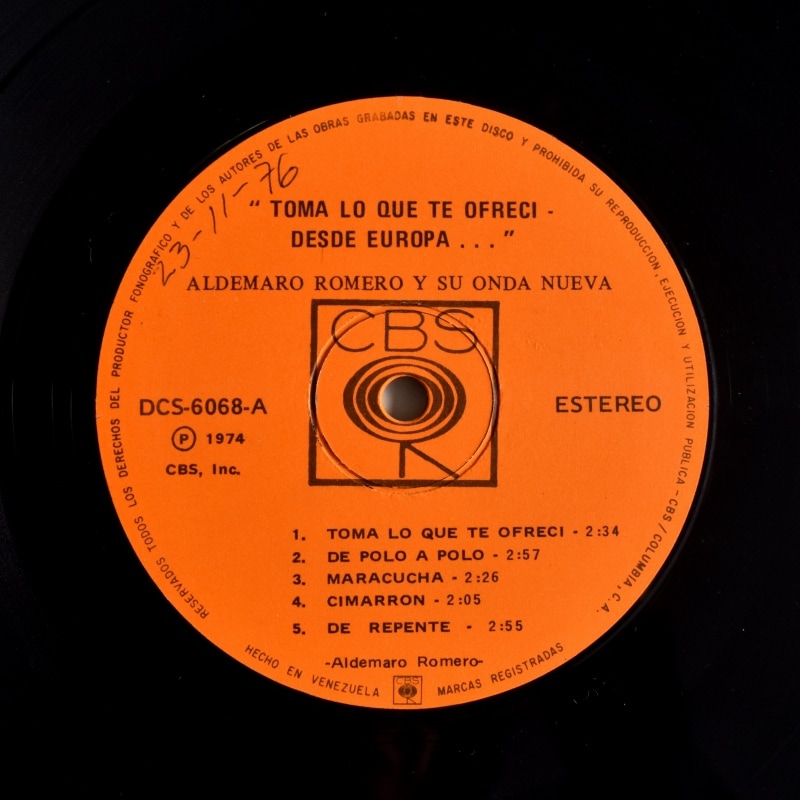 RESERVADOS TODOS LOS DERECHOS DEL PRODUCTOR FONOGRAFICO Y DE LOS AUTORES DE LAS OBRAS GRABADAS EN ESTE DISCO Y PROHIBIDA SU REPRODUCCION, EJECUCION Y UTILIZACION PUBLICA - CBS/COLUMBIA, C.A.
23-11-76
" TOMA LO QUE TE OFRECI -
DESDE EUROPA . . . "
ALDEMARO ROMERO Y SU ONDA NUEVA
CBS
DCS-6068-A
ESTEREO
℗ 1974
CBS, Inc.
1. TOMA LO QUE TE OFRECI - 2:34
2. DE POLO A POLO - 2:57
3. MARACUCHA - 2:26
4. CIMARRON - 2:05
5. DE REPENTE - 2:55
-Aldemaro Romero-
HECHO EN VENEZUELA CBS MARCAS REGISTRADAS